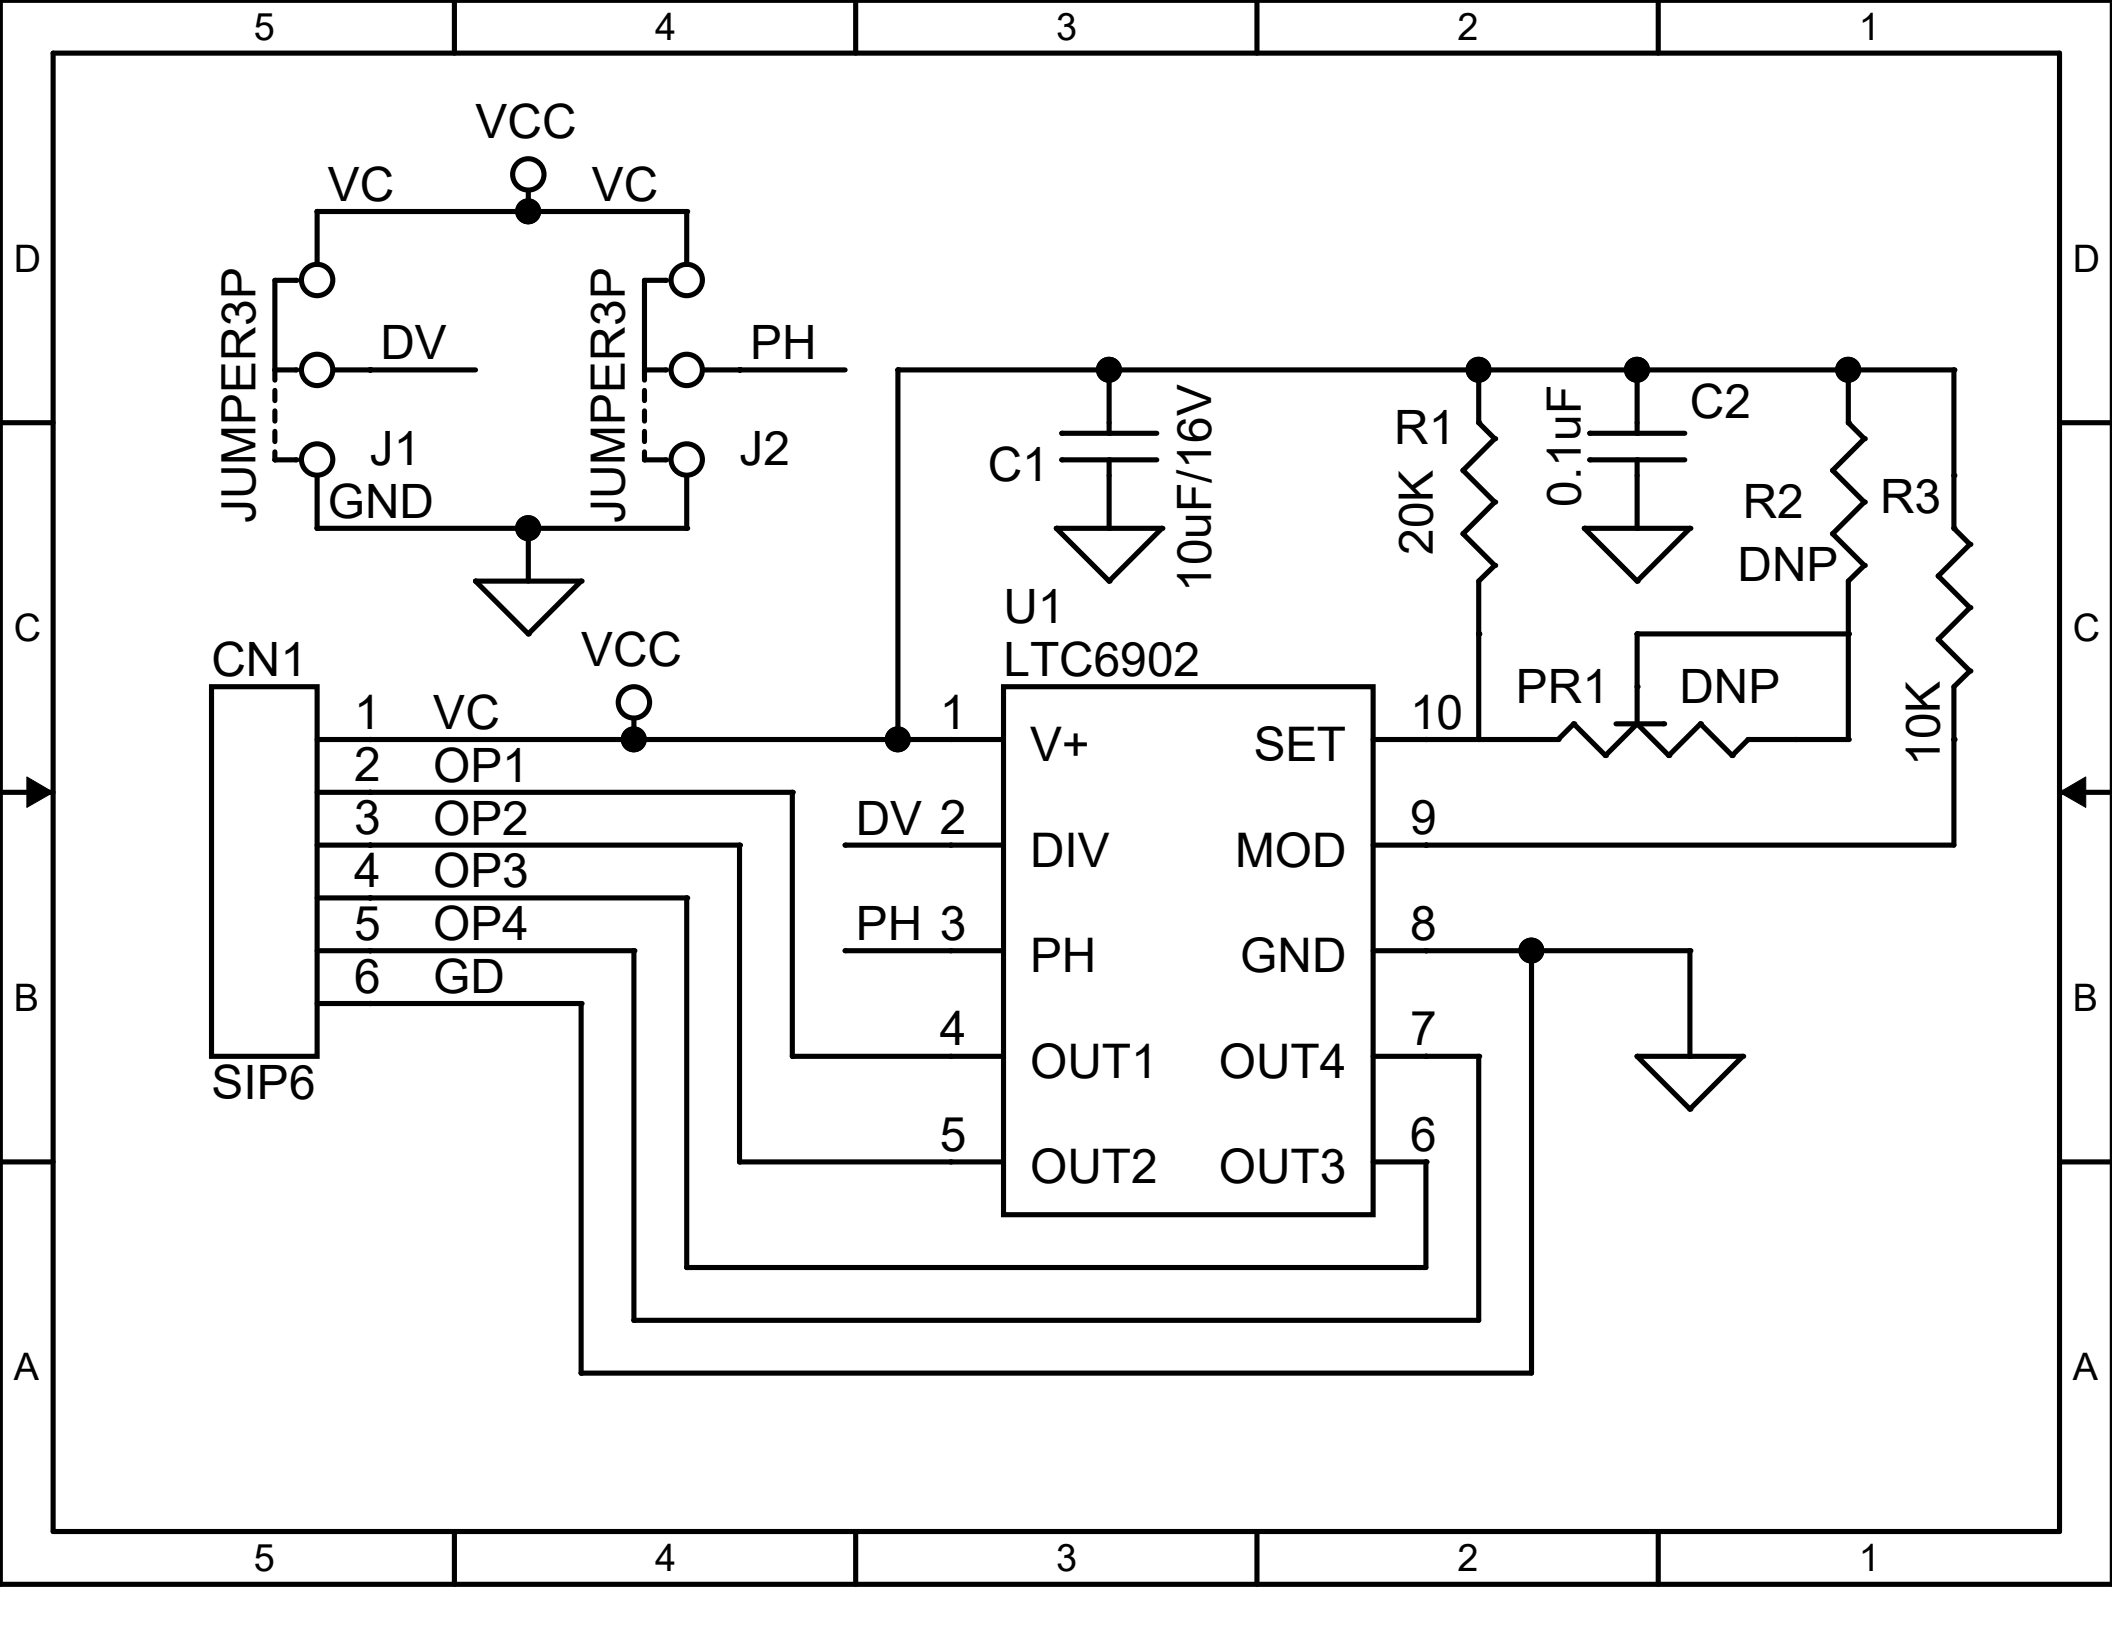 5 4 3 2 1
D D
C C
B B
A A
VCC
VC VC
JUMPER3P
DV
J1
GND
JUMPER3P
PH
J2
C1
10uF/16V
R1
20K
0.1uF
C2
R2
DNP
R3
10K
PR1 DNP
CN1
VCC
1 VC
2 OP1
3 OP2
4 OP3
5 OP4
6 GD
SIP6
U1
LTC6902
1 V+ SET 10
DV 2 DIV MOD 9
PH 3 PH GND 8
4 OUT1 OUT4 7
5 OUT2 OUT3 6
5 4 3 2 1